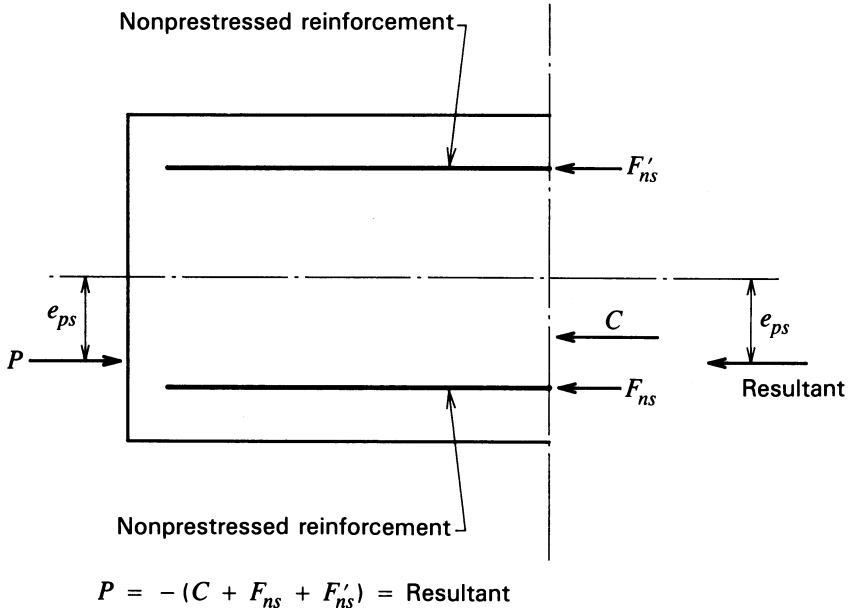 Nonprestressed reinforcement
F'ns
eps
C
eps
P
Fns
Resultant
Nonprestressed reinforcement
P = -(C + Fns + F'ns) = Resultant